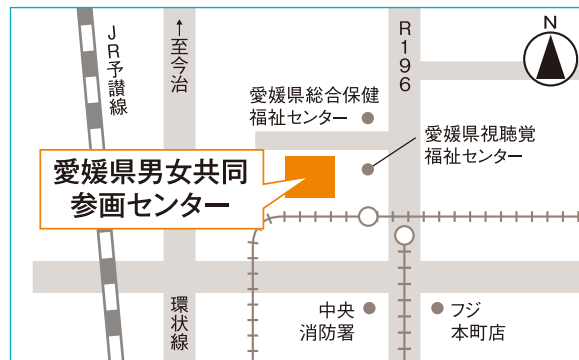 JR予讃線
↑至今治
R196
N
愛媛県総合保健
福祉センター
愛媛県視聴覚
福祉センター
愛媛県男女共同
参画センター
環状線
中央
消防署
フジ
本町店